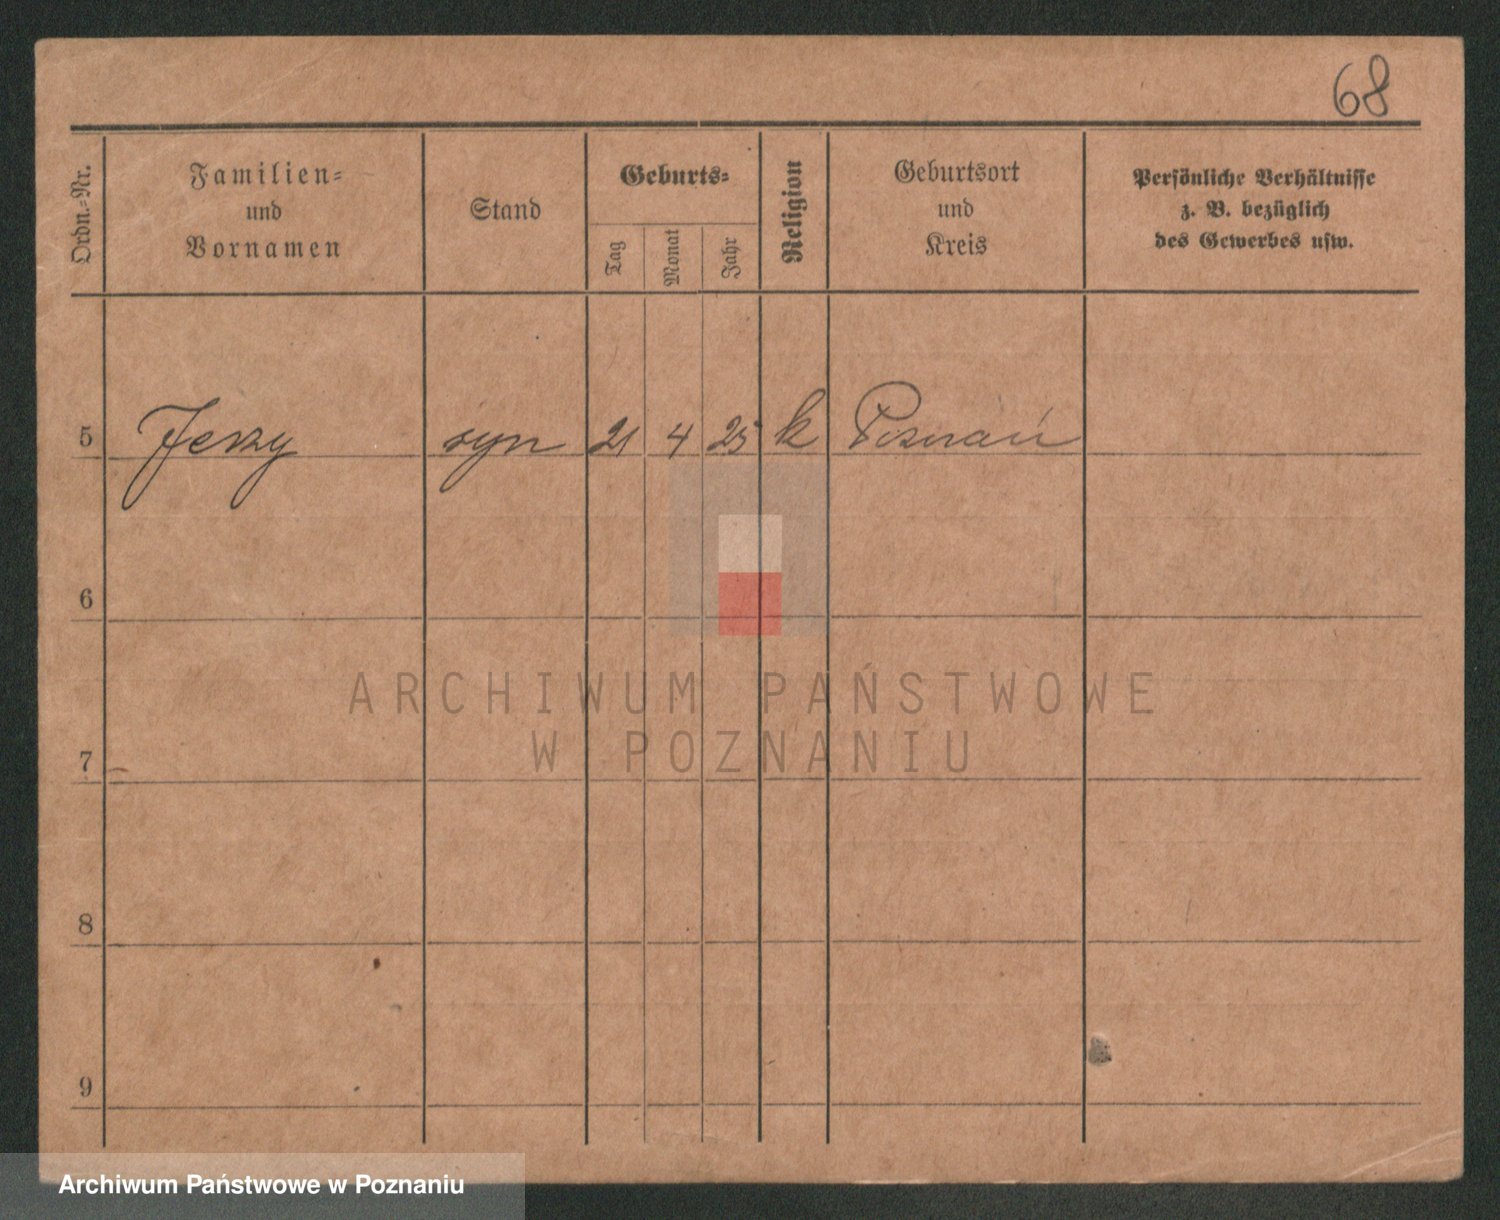 68
Ordn.-Nr.
Familien-
und
Vornamen
Stand
Geburts-
Tag
Monat
Jahr
Religion
Geburtsort
und
Kreis
Persönliche Verhältnisse
z. B. bezüglich
des Gewerbes usw.
5 Jerzy syn 21 4 25 k Poznań
6
7
8
9
ARCHIWUM PAŃSTWOWE
W POZNANIU
Archiwum Państwowe w Poznaniu